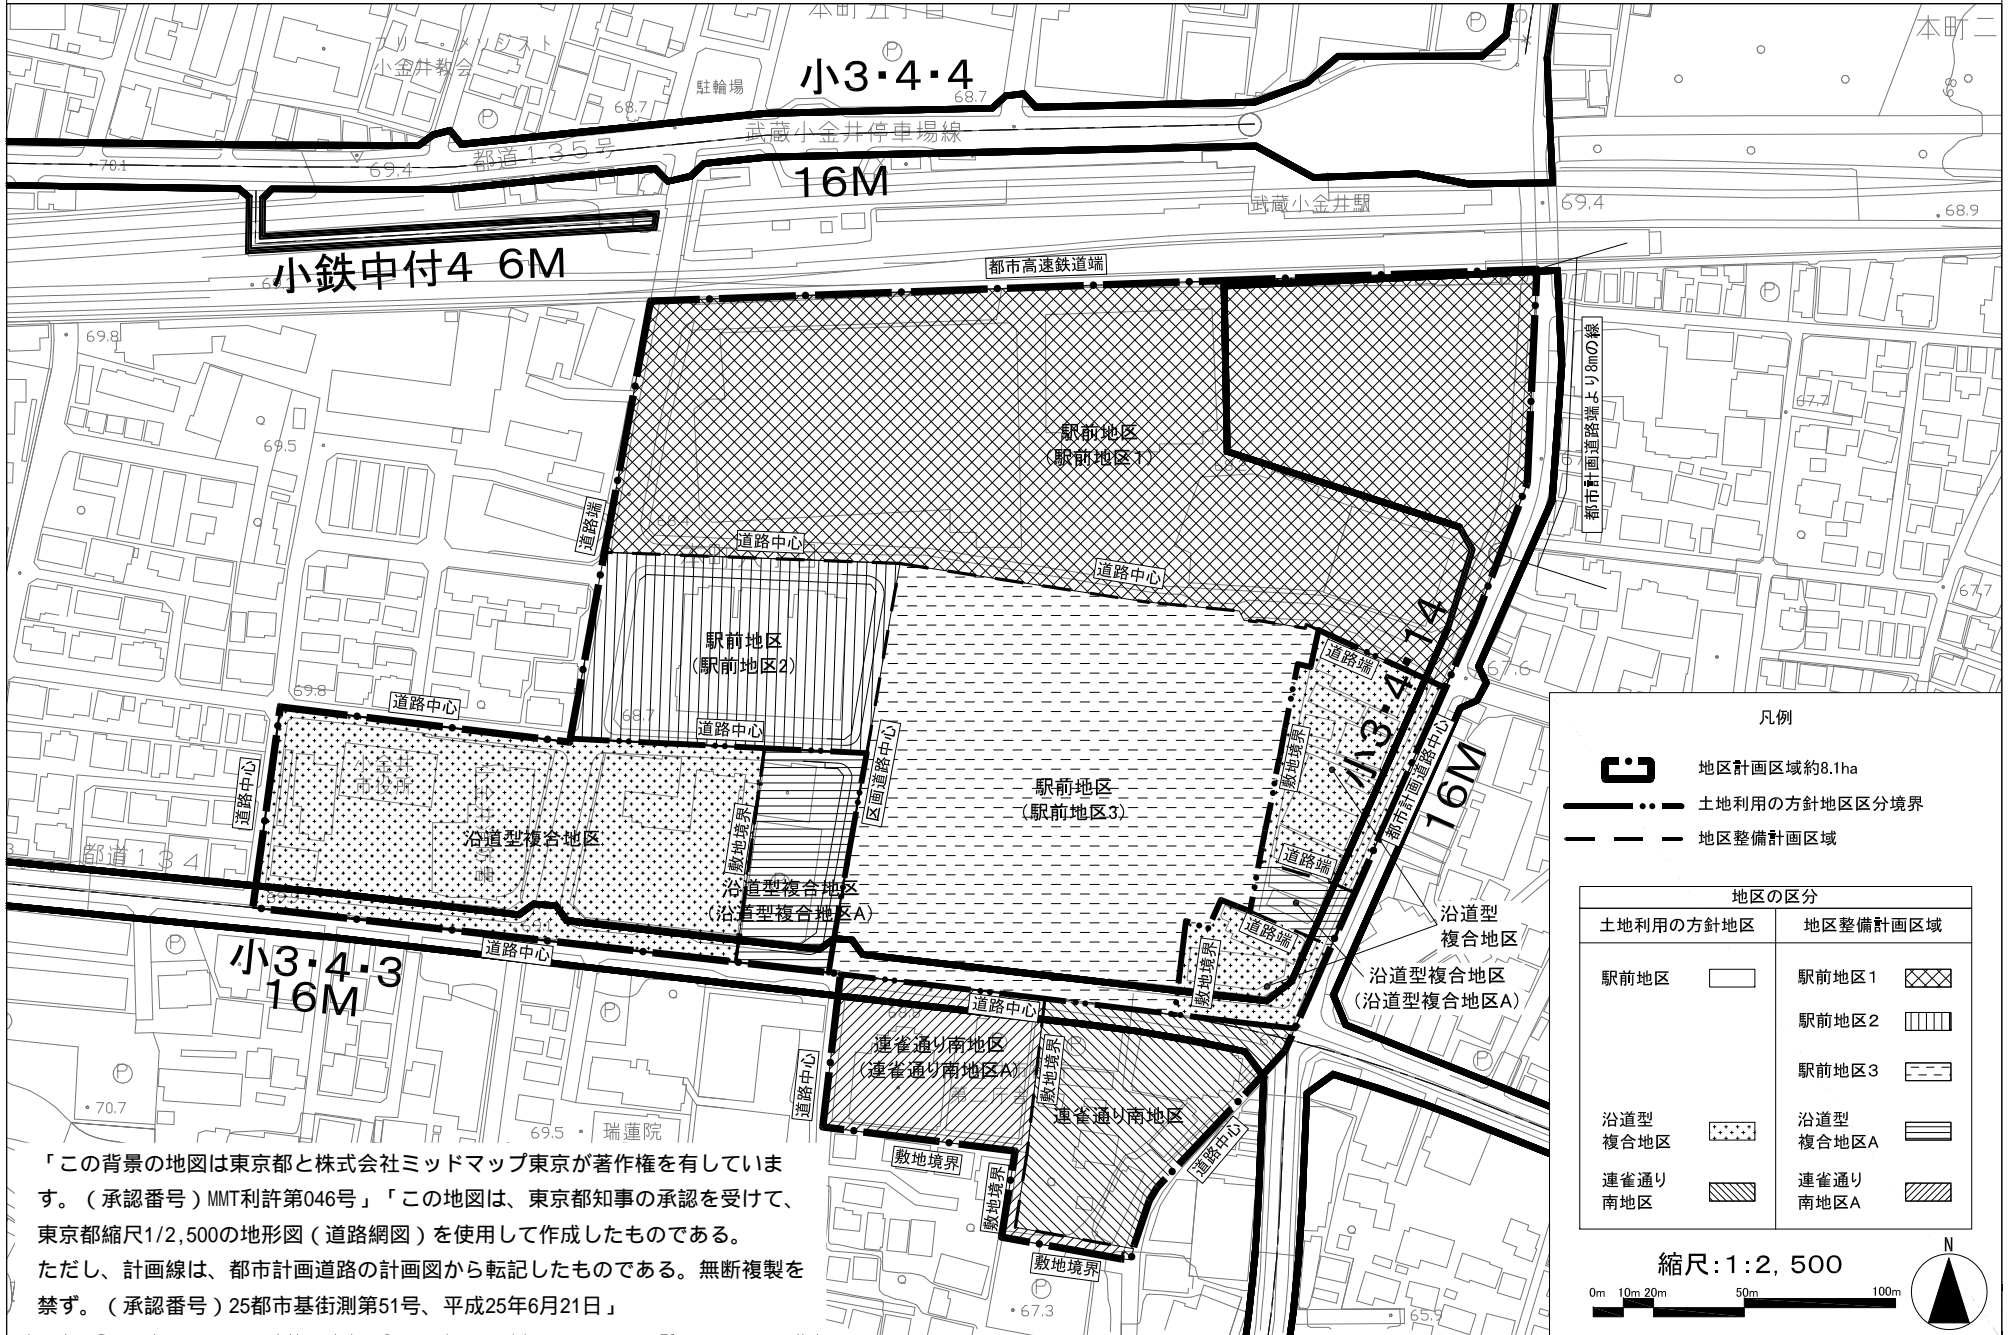 本町五丁目
本町二
フリー・メソジスト
小金井教会
駐輪場
小3・4・4
68.7
68.7
武蔵小金井停車場線
都道135号
70.1
69.4
16M
武蔵小金井駅
69.4
68.9
小鉄中付4 6M
都市高速鉄道端
69.8
都市計画道路端より8mの線
67.7
69.5
駅前地区
(駅前地区1)
道路端
68.4
道路中心
道路中心
67.7
駅前地区
(駅前地区2)
道路端
小3・4・14
67.6
69.8
道路中心
68.7
道路中心
区画道路中心
敷地境界
都市計画道路中心
16M
小金井
市役所
道路中心
駅前地区
(駅前地区3)
沿道型複合地区
敷地境界
都道134
道路端
沿道型複合地区
(沿道型複合地区A)
沿道型
複合地区
道路端
小3・4・3
16M
道路中心
敷地境界
沿道型複合地区
(沿道型複合地区A)
道路中心
連雀通り南地区
(連雀通り南地区A)
敷地境界
道路中心
第二庁舎
連雀通り南地区
70.7
69.5
瑞蓮院
敷地境界
道路中心
敷地境界
敷地境界
67.3
65.9
凡例
地区計画区域約8.1ha
土地利用の方針地区区分境界
地区整備計画区域
地区の区分
土地利用の方針地区 地区整備計画区域
駅前地区 駅前地区1
駅前地区2
駅前地区3
沿道型 沿道型
複合地区 複合地区A
連雀通り 連雀通り
南地区 南地区A
縮尺:1:2,500
N
0m 10m 20m 50m 100m
「この背景の地図は東京都と株式会社ミッドマップ東京が著作権を有していま
す。（承認番号）MMT利許第046号」「この地図は、東京都知事の承認を受けて、
東京都縮尺1/2,500の地形図（道路網図）を使用して作成したものである。
ただし、計画線は、都市計画道路の計画図から転記したものである。無断複製を
禁ず。（承認番号）25都市基街測第51号、平成25年6月21日」